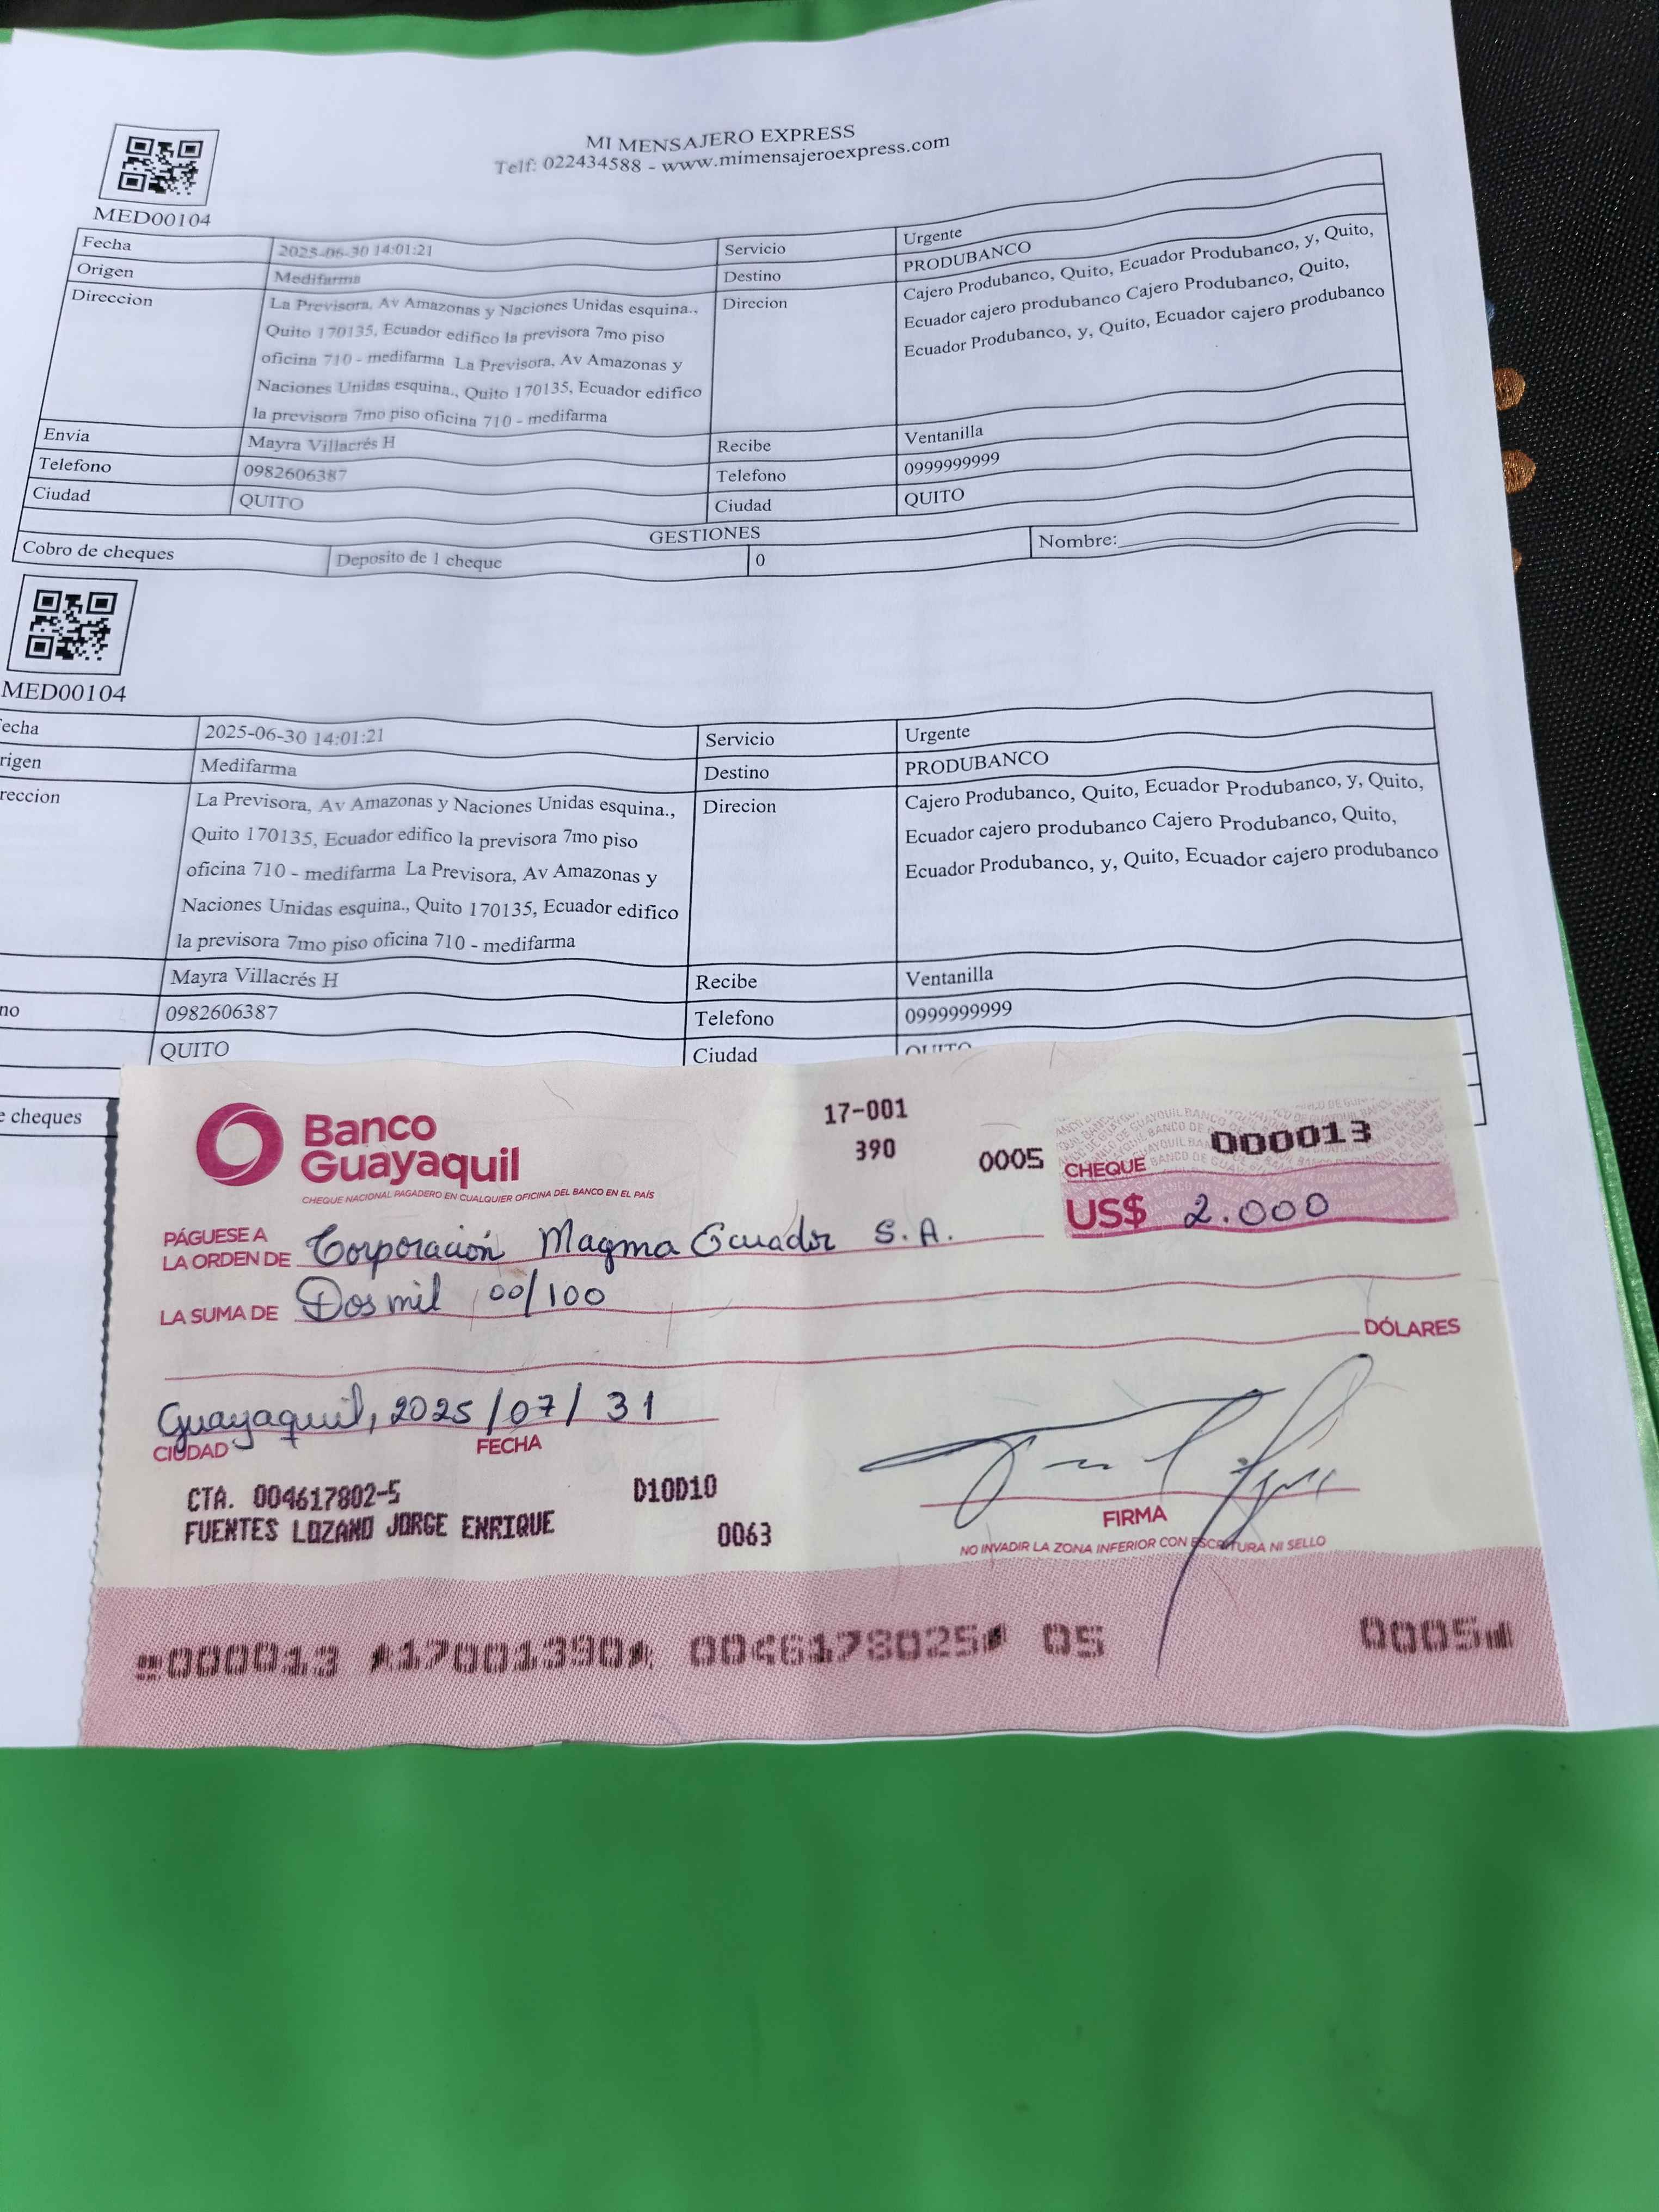 MI MENSAJERO EXPRESS
Telf: 022434588 - www.mimensajeroexpress.com
MED00104
Fecha 2025-06-30 14:01:21 Servicio Urgente
Origen Medifarma Destino PRODUBANCO
Direccion La Previsora, Av Amazonas y Naciones Unidas esquina., Direcion Cajero Produbanco, Quito, Ecuador Produbanco, y, Quito,
Quito 170135, Ecuador edifico la previsora 7mo piso Ecuador cajero produbanco Cajero Produbanco, Quito,
oficina 710 - medifarma La Previsora, Av Amazonas y Ecuador Produbanco, y, Quito, Ecuador cajero produbanco
Naciones Unidas esquina., Quito 170135, Ecuador edifico
la previsora 7mo piso oficina 710 - medifarma
Envia Mayra Villacrés H Recibe Ventanilla
Telefono 0982606387 Telefono 0999999999
Ciudad QUITO Ciudad QUITO
GESTIONES
Cobro de cheques Deposito de 1 cheque 0 Nombre:
MED00104
echa 2025-06-30 14:01:21 Servicio Urgente
rigen Medifarma Destino PRODUBANCO
reccion La Previsora, Av Amazonas y Naciones Unidas esquina., Direcion Cajero Produbanco, Quito, Ecuador Produbanco, y, Quito,
Quito 170135, Ecuador edifico la previsora 7mo piso Ecuador cajero produbanco Cajero Produbanco, Quito,
oficina 710 - medifarma La Previsora, Av Amazonas y Ecuador Produbanco, y, Quito, Ecuador cajero produbanco
Naciones Unidas esquina., Quito 170135, Ecuador edifico
la previsora 7mo piso oficina 710 - medifarma
Mayra Villacrés H Recibe Ventanilla
no 0982606387 Telefono 0999999999
QUITO Ciudad QUITO
e cheques
Banco
Guayaquil
CHEQUE NACIONAL PAGADERO EN CUALQUIER OFICINA DEL BANCO EN EL PAÍS
17-001
390 0005 CHEQUE 000013
US$ 2.000
PÁGUESE A
LA ORDEN DE Corporación Magma Ecuador S.A.
LA SUMA DE Dos mil 00/100
DÓLARES
Guayaquil, 2025/07/31
CIUDAD FECHA
CTA. 004617802-5 D10D10
FUENTES LOZANO JORGE ENRIQUE 0063
FIRMA
NO INVADIR LA ZONA INFERIOR CON ESCRITURA NI SELLO
000013 17001390 0046178025 05 0005